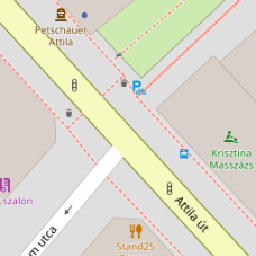 Petschauer
Attila
P
Krisztina
Masszázs
szalon
Attila út
utca
Stand25